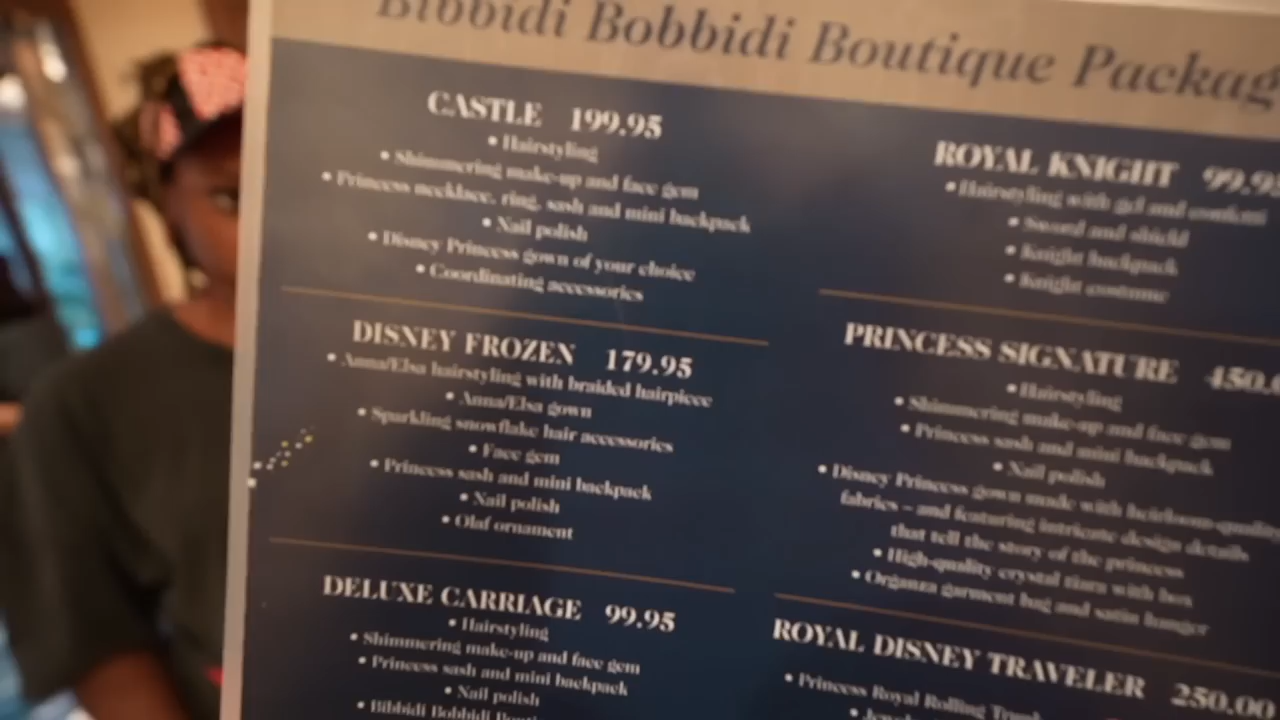 Bibbidi Bobbidi Boutique Packag
CASTLE 199.95
• Hairstyling
• Shimmering make-up and face gem
• Princess necklace, ring, sash and mini backpack
• Nail polish
• Disney Princess gown of your choice
• Coordinating accessories
DISNEY FROZEN 179.95
• Anna/Elsa hairstyling with braided hairpiece
• Anna/Elsa gown
• Sparkling snowflake hair accessories
• Face gem
• Princess sash and mini backpack
• Nail polish
• Olaf ornament
DELUXE CARRIAGE 99.95
• Hairstyling
• Shimmering make-up and face gem
• Princess sash and mini backpack
• Nail polish
• Bibbidi Bobbidi
ROYAL KNIGHT 99.95
• Hairstyling with gel and confetti
• Sword and shield
• Knight backpack
• Knight costume
PRINCESS SIGNATURE 450.0
• Hairstyling
• Shimmering make-up and face gem
• Princess sash and mini backpack
• Nail polish
• Disney Princess gown made with heirloom-quality
fabrics – and featuring intricate design details
that tell the story of the princess
• High-quality crystal tiara with box
• Organza garment bag and satin hanger
ROYAL DISNEY TRAVELER 250.00
• Princess Royal Rolling Trunk